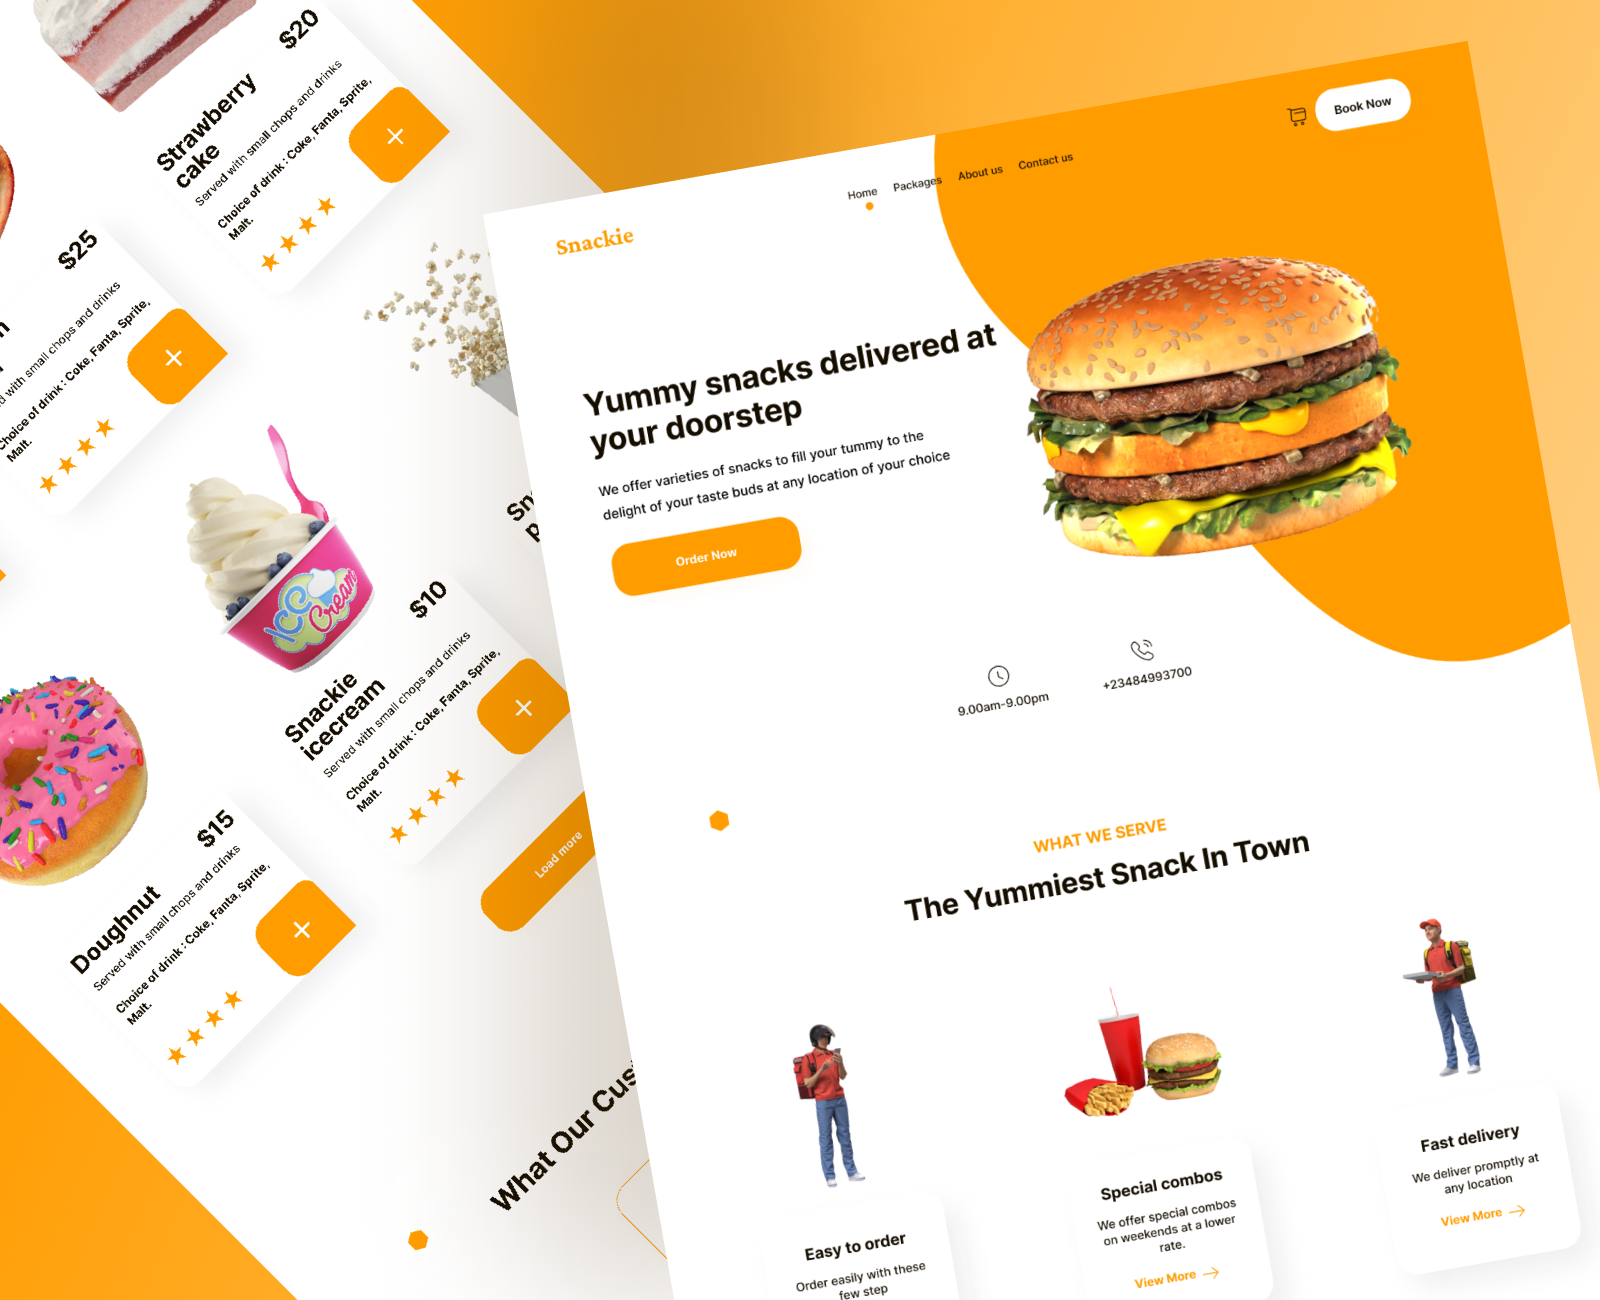 $20
Strawberry
cake
Served with small chops and drinks
Choice of drink : Coke, Fanta, Sprite,
Malt.
$25
with small chops and drinks
Choice of drink : Coke, Fanta, Sprite,
Malt.
ICC
Cream
$10
Snackie
icecream
Served with small chops and drinks
Choice of drink : Coke, Fanta, Sprite,
Malt.
$15
Doughnut
Served with small chops and drinks
Choice of drink : Coke, Fanta, Sprite,
Malt.
Load more
What Our
Snackie
Home Packages About us Contact us
Book Now
Yummy snacks delivered at
your doorstep
We offer varieties of snacks to fill your tummy to the
delight of your taste buds at any location of your choice
Order Now
9.00am-9.00pm
+23484993700
WHAT WE SERVE
The Yummiest Snack In Town
Easy to order
Order easily with these
few step
Special combos
We offer special combos
on weekends at a lower
rate.
View More
Fast delivery
We deliver promptly at
any location
View More